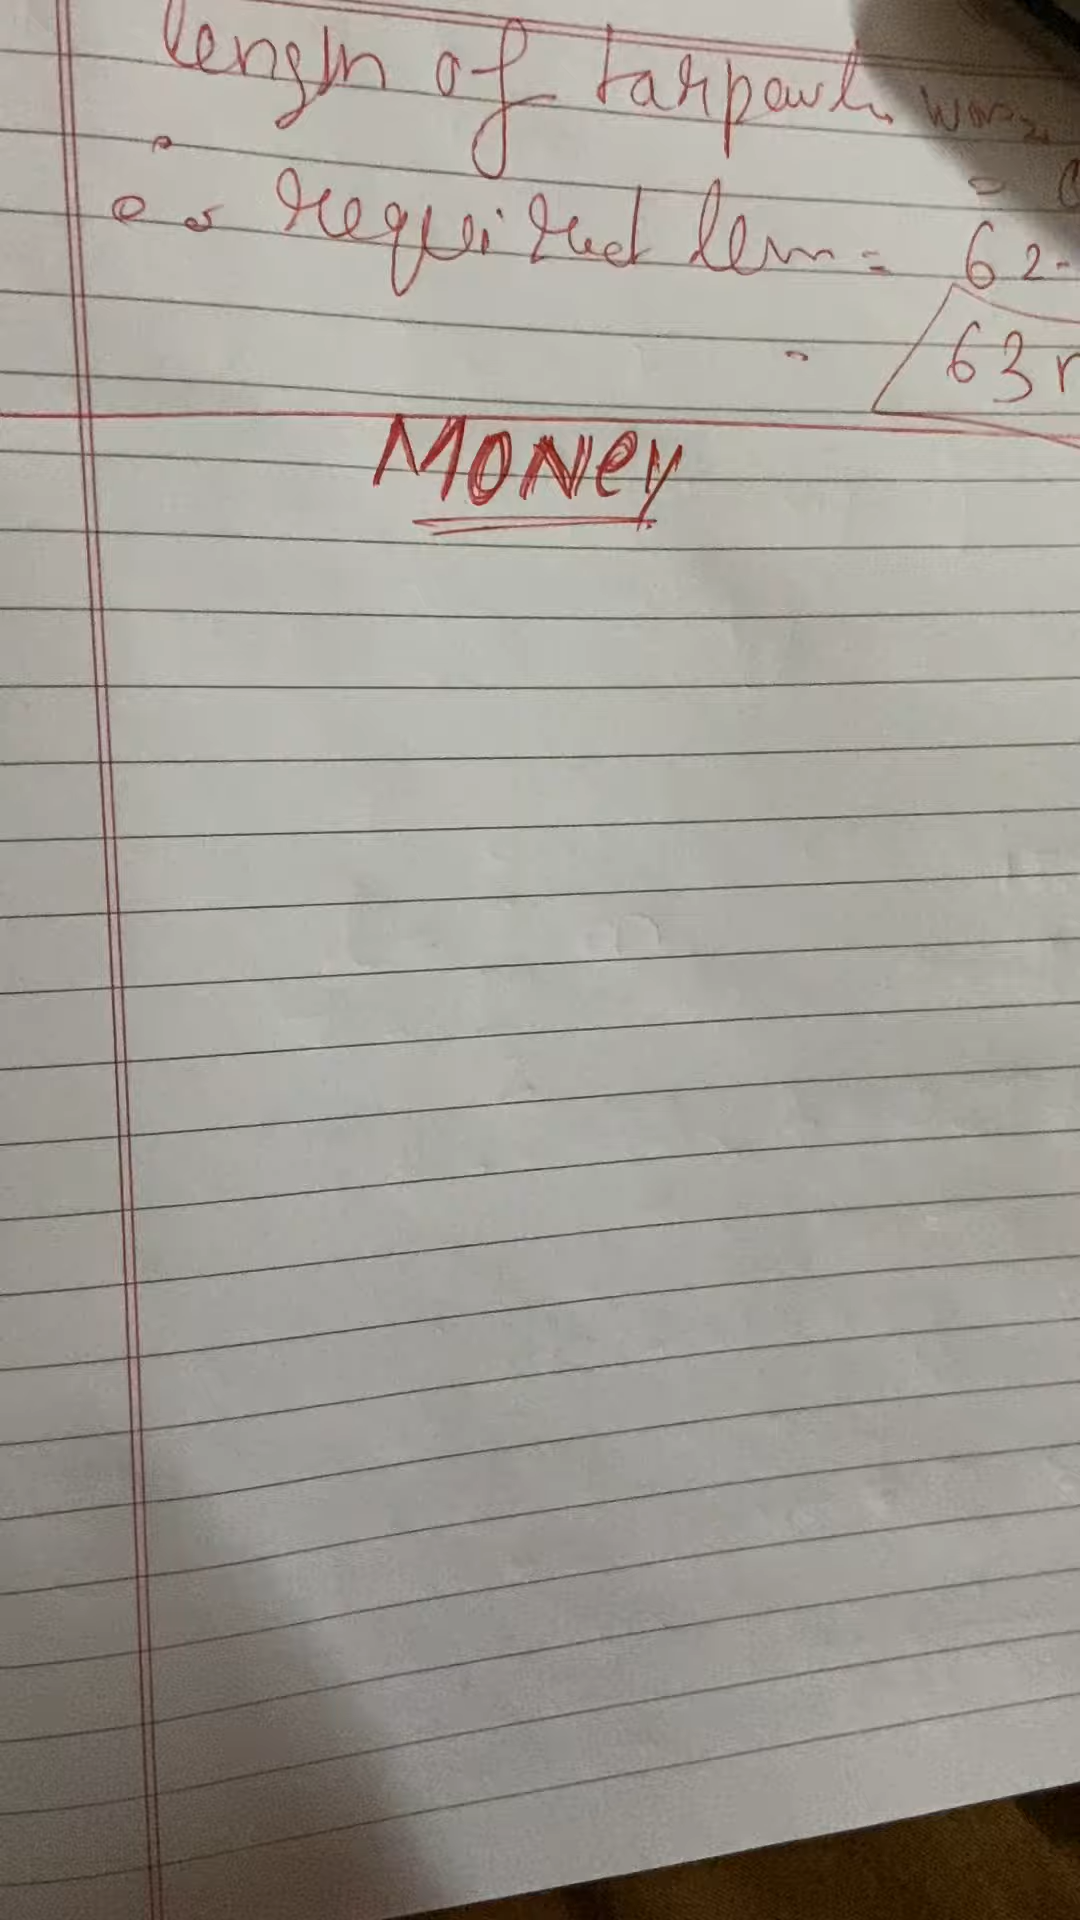 length of tarpaulin
=
∴ required len = 62.
= 63 m
MONEY